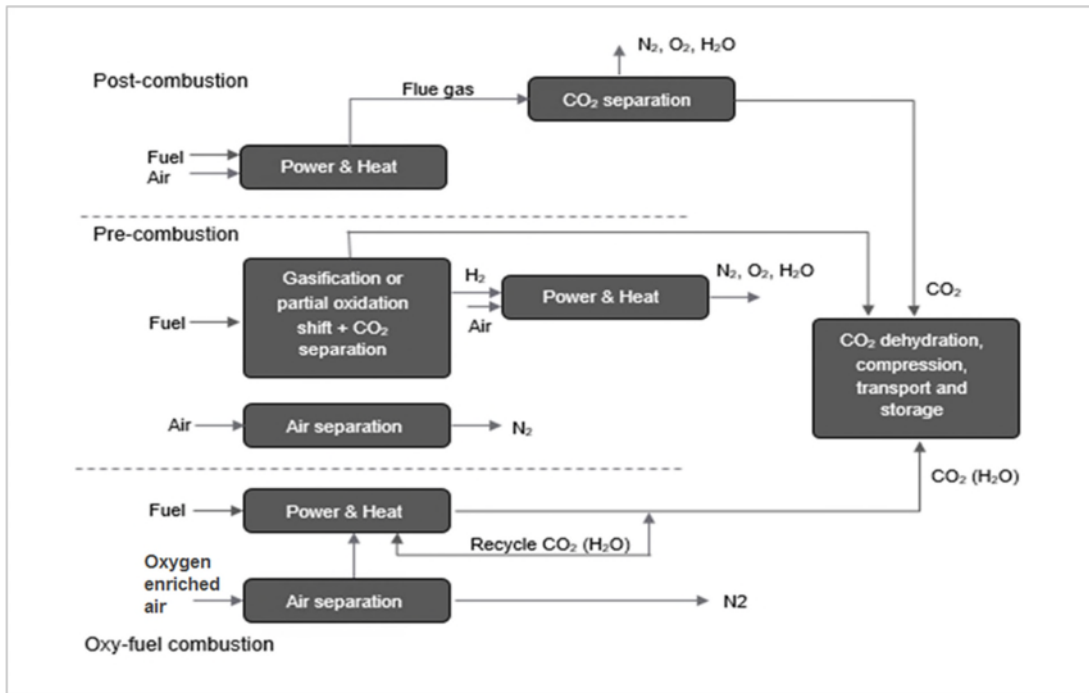 Post-combustion
N₂, O₂, H₂O
Flue gas
CO₂ separation
Fuel
Air
Power & Heat
Pre-combustion
Gasification or
partial oxidation
shift + CO₂
separation
Fuel
H₂
Air
Power & Heat
N₂, O₂, H₂O
CO₂
CO₂ dehydration,
compression,
transport and
storage
Air
Air separation
N₂
CO₂ (H₂O)
Fuel
Power & Heat
Recycle CO₂ (H₂O)
Oxygen
enriched
air
Air separation
N2
Oxy-fuel combustion